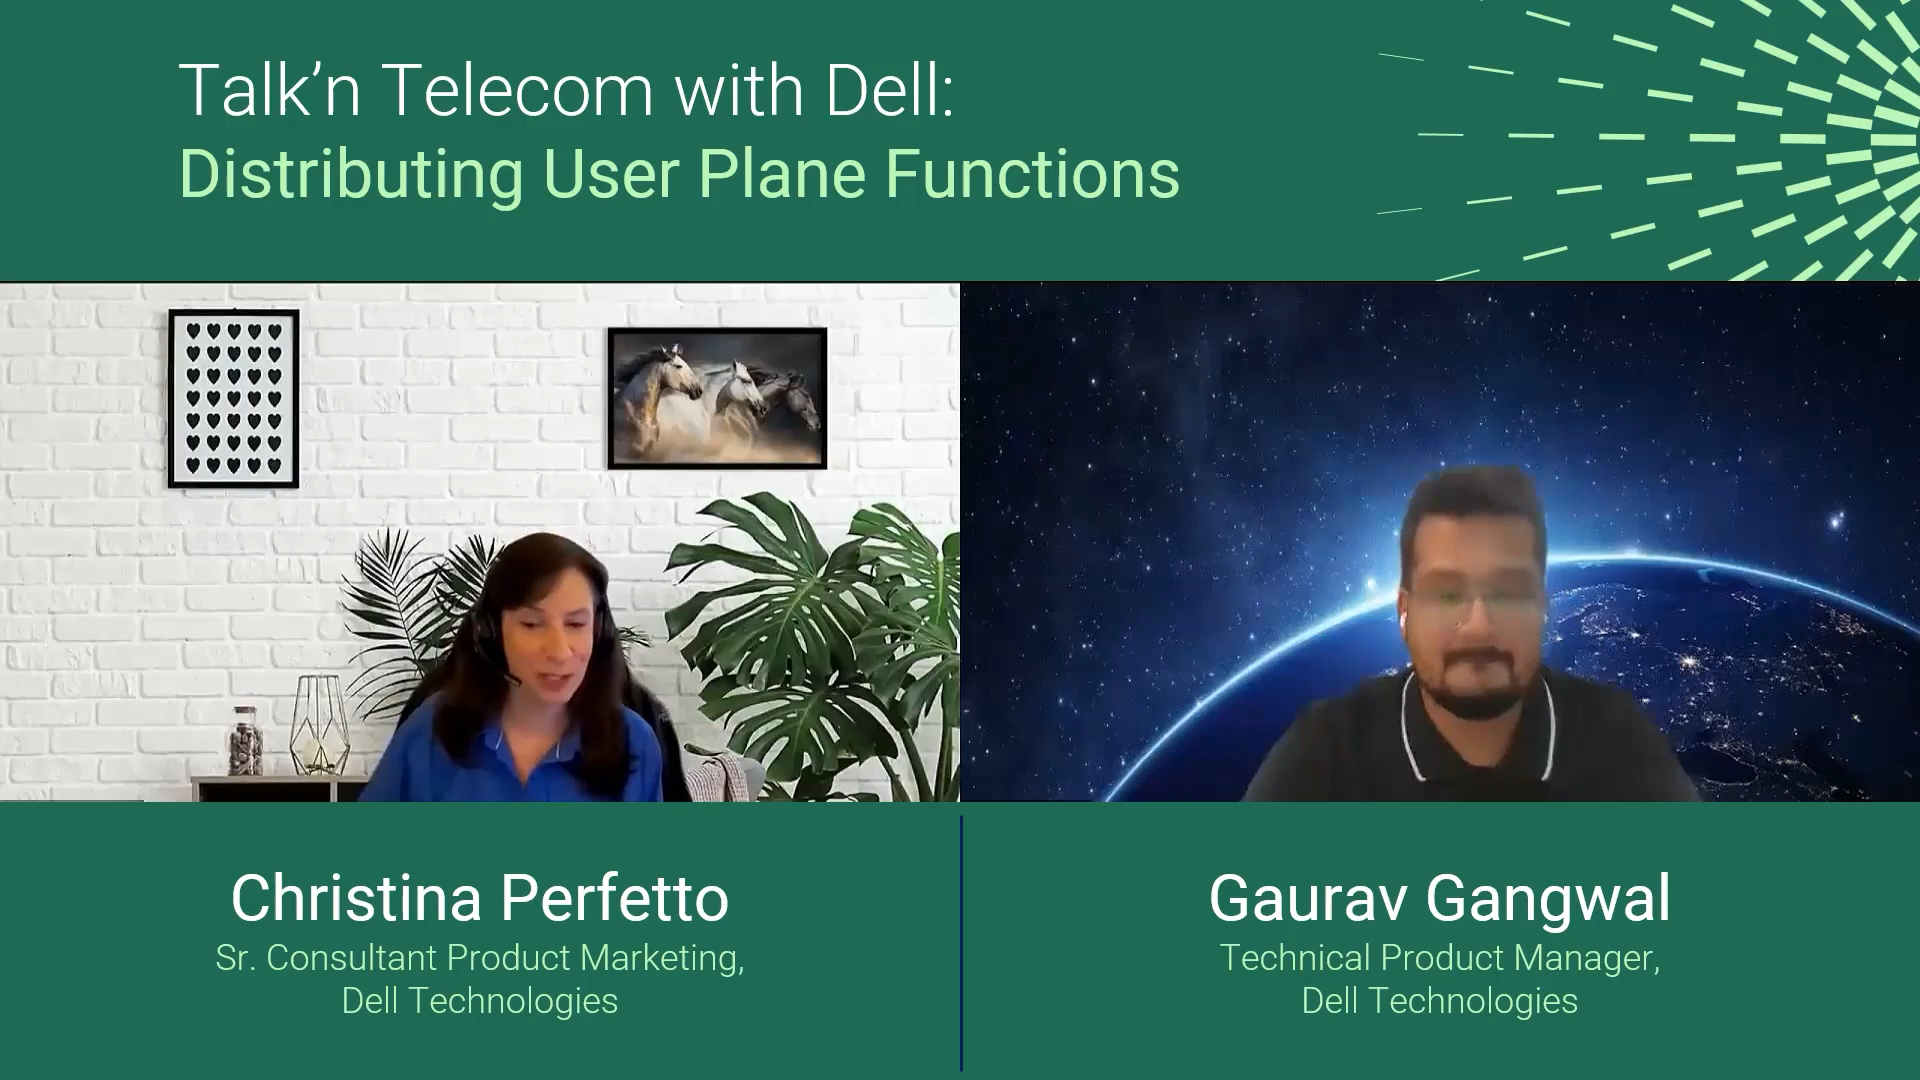 Talk’n Telecom with Dell:
Distributing User Plane Functions
Christina Perfetto
Sr. Consultant Product Marketing,
Dell Technologies
Gaurav Gangwal
Technical Product Manager,
Dell Technologies